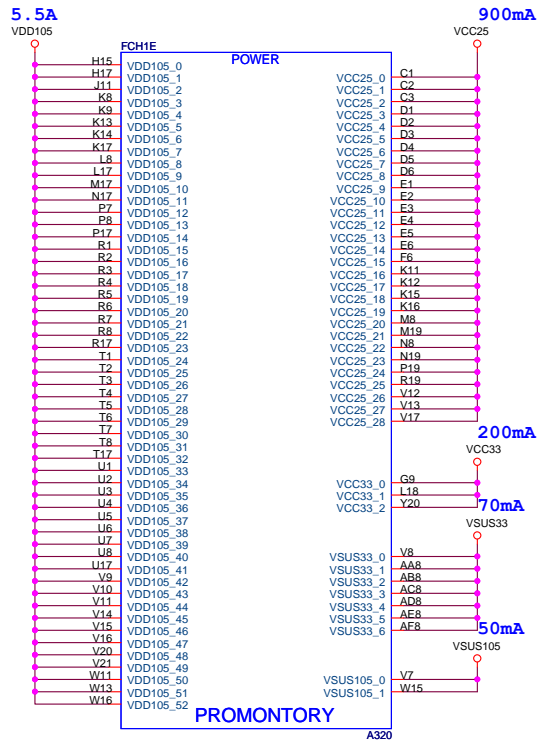 5.5A
VDD105
FCH1E
POWER
H15 VDD105_0
H17 VDD105_1
J11 VDD105_2
K8 VDD105_3
K9 VDD105_4
K13 VDD105_5
K14 VDD105_6
K17 VDD105_7
L8 VDD105_8
L17 VDD105_9
M17 VDD105_10
N17 VDD105_11
P7 VDD105_12
P8 VDD105_13
P17 VDD105_14
R1 VDD105_15
R2 VDD105_16
R3 VDD105_17
R4 VDD105_18
R5 VDD105_19
R6 VDD105_20
R7 VDD105_21
R8 VDD105_22
R17 VDD105_23
T1 VDD105_24
T2 VDD105_25
T3 VDD105_26
T4 VDD105_27
T5 VDD105_28
T6 VDD105_29
T7 VDD105_30
T8 VDD105_31
T17 VDD105_32
U1 VDD105_33
U2 VDD105_34
U3 VDD105_35
U4 VDD105_36
U5 VDD105_37
U6 VDD105_38
U7 VDD105_39
U8 VDD105_40
U17 VDD105_41
V9 VDD105_42
V10 VDD105_43
V11 VDD105_44
V14 VDD105_45
V15 VDD105_46
V16 VDD105_47
V20 VDD105_48
V21 VDD105_49
W11 VDD105_50
W13 VDD105_51
W16 VDD105_52
900mA
VCC25
VCC25_0 C1
VCC25_1 C2
VCC25_2 C3
VCC25_3 D1
VCC25_4 D2
VCC25_5 D3
VCC25_6 D4
VCC25_7 D5
VCC25_8 D6
VCC25_9 E1
VCC25_10 E2
VCC25_11 E3
VCC25_12 E4
VCC25_13 E5
VCC25_14 E6
VCC25_15 F6
VCC25_16 K11
VCC25_17 K12
VCC25_18 K15
VCC25_19 K16
VCC25_20 M8
VCC25_21 M19
VCC25_22 N8
VCC25_23 N19
VCC25_24 P19
VCC25_25 R19
VCC25_26 V12
VCC25_27 V13
VCC25_28 V17
200mA
VCC33
VCC33_0 G9
VCC33_1 L18
VCC33_2 Y20
70mA
VSUS33
VSUS33_0 V8
VSUS33_1 AA8
VSUS33_2 AB8
VSUS33_3 AC8
VSUS33_4 AD8
VSUS33_5 AE8
VSUS33_6 AF8
50mA
VSUS105
VSUS105_0 V7
VSUS105_1 W15
PROMONTORY
A320